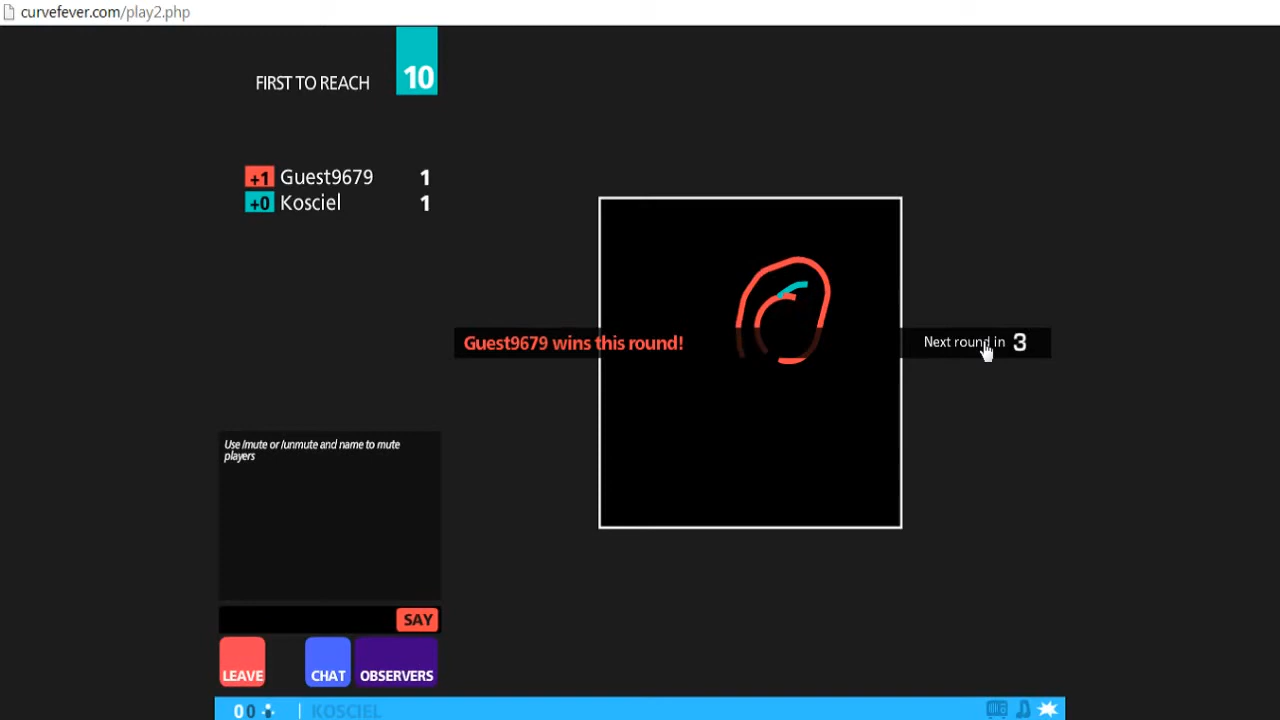 curvefever.com/play2.php
FIRST TO REACH 10
+1 Guest9679 1
+0 Kosciel 1
Guest9679 wins this round!
Next round in 3
Use /mute or /unmute and name to mute
players
SAY
LEAVE CHAT OBSERVERS
00 KOSCIEL